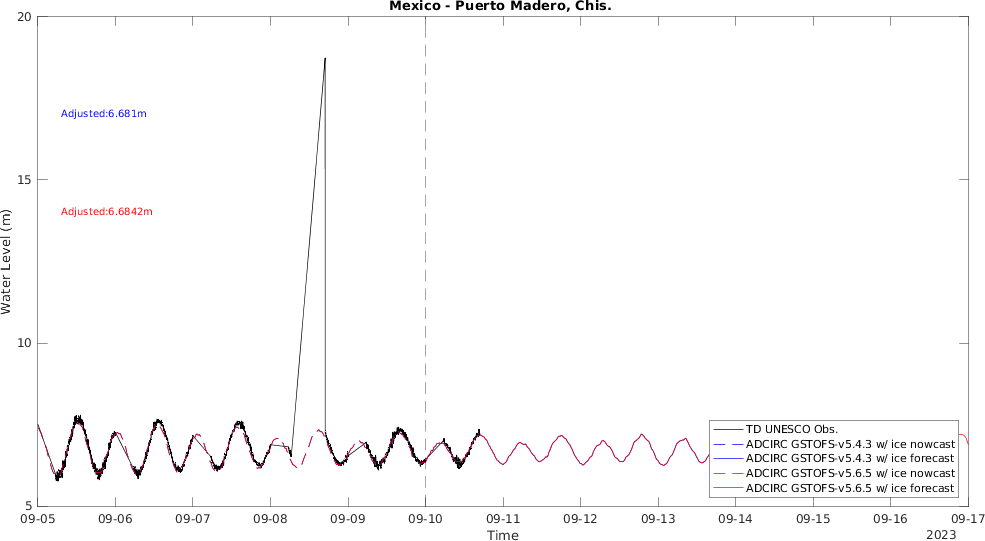 Mexico - Puerto Madero, Chis.
20
15
10
5
Water Level (m)
Adjusted:6.681m
Adjusted:6.6842m
TD UNESCO Obs.
ADCIRC GSTOFS-v5.4.3 w/ ice nowcast
ADCIRC GSTOFS-v5.4.3 w/ ice forecast
ADCIRC GSTOFS-v5.6.5 w/ ice nowcast
ADCIRC GSTOFS-v5.6.5 w/ ice forecast
09-05 09-06 09-07 09-08 09-09 09-10 09-11 09-12 09-13 09-14 09-15 09-16 09-17
Time
2023